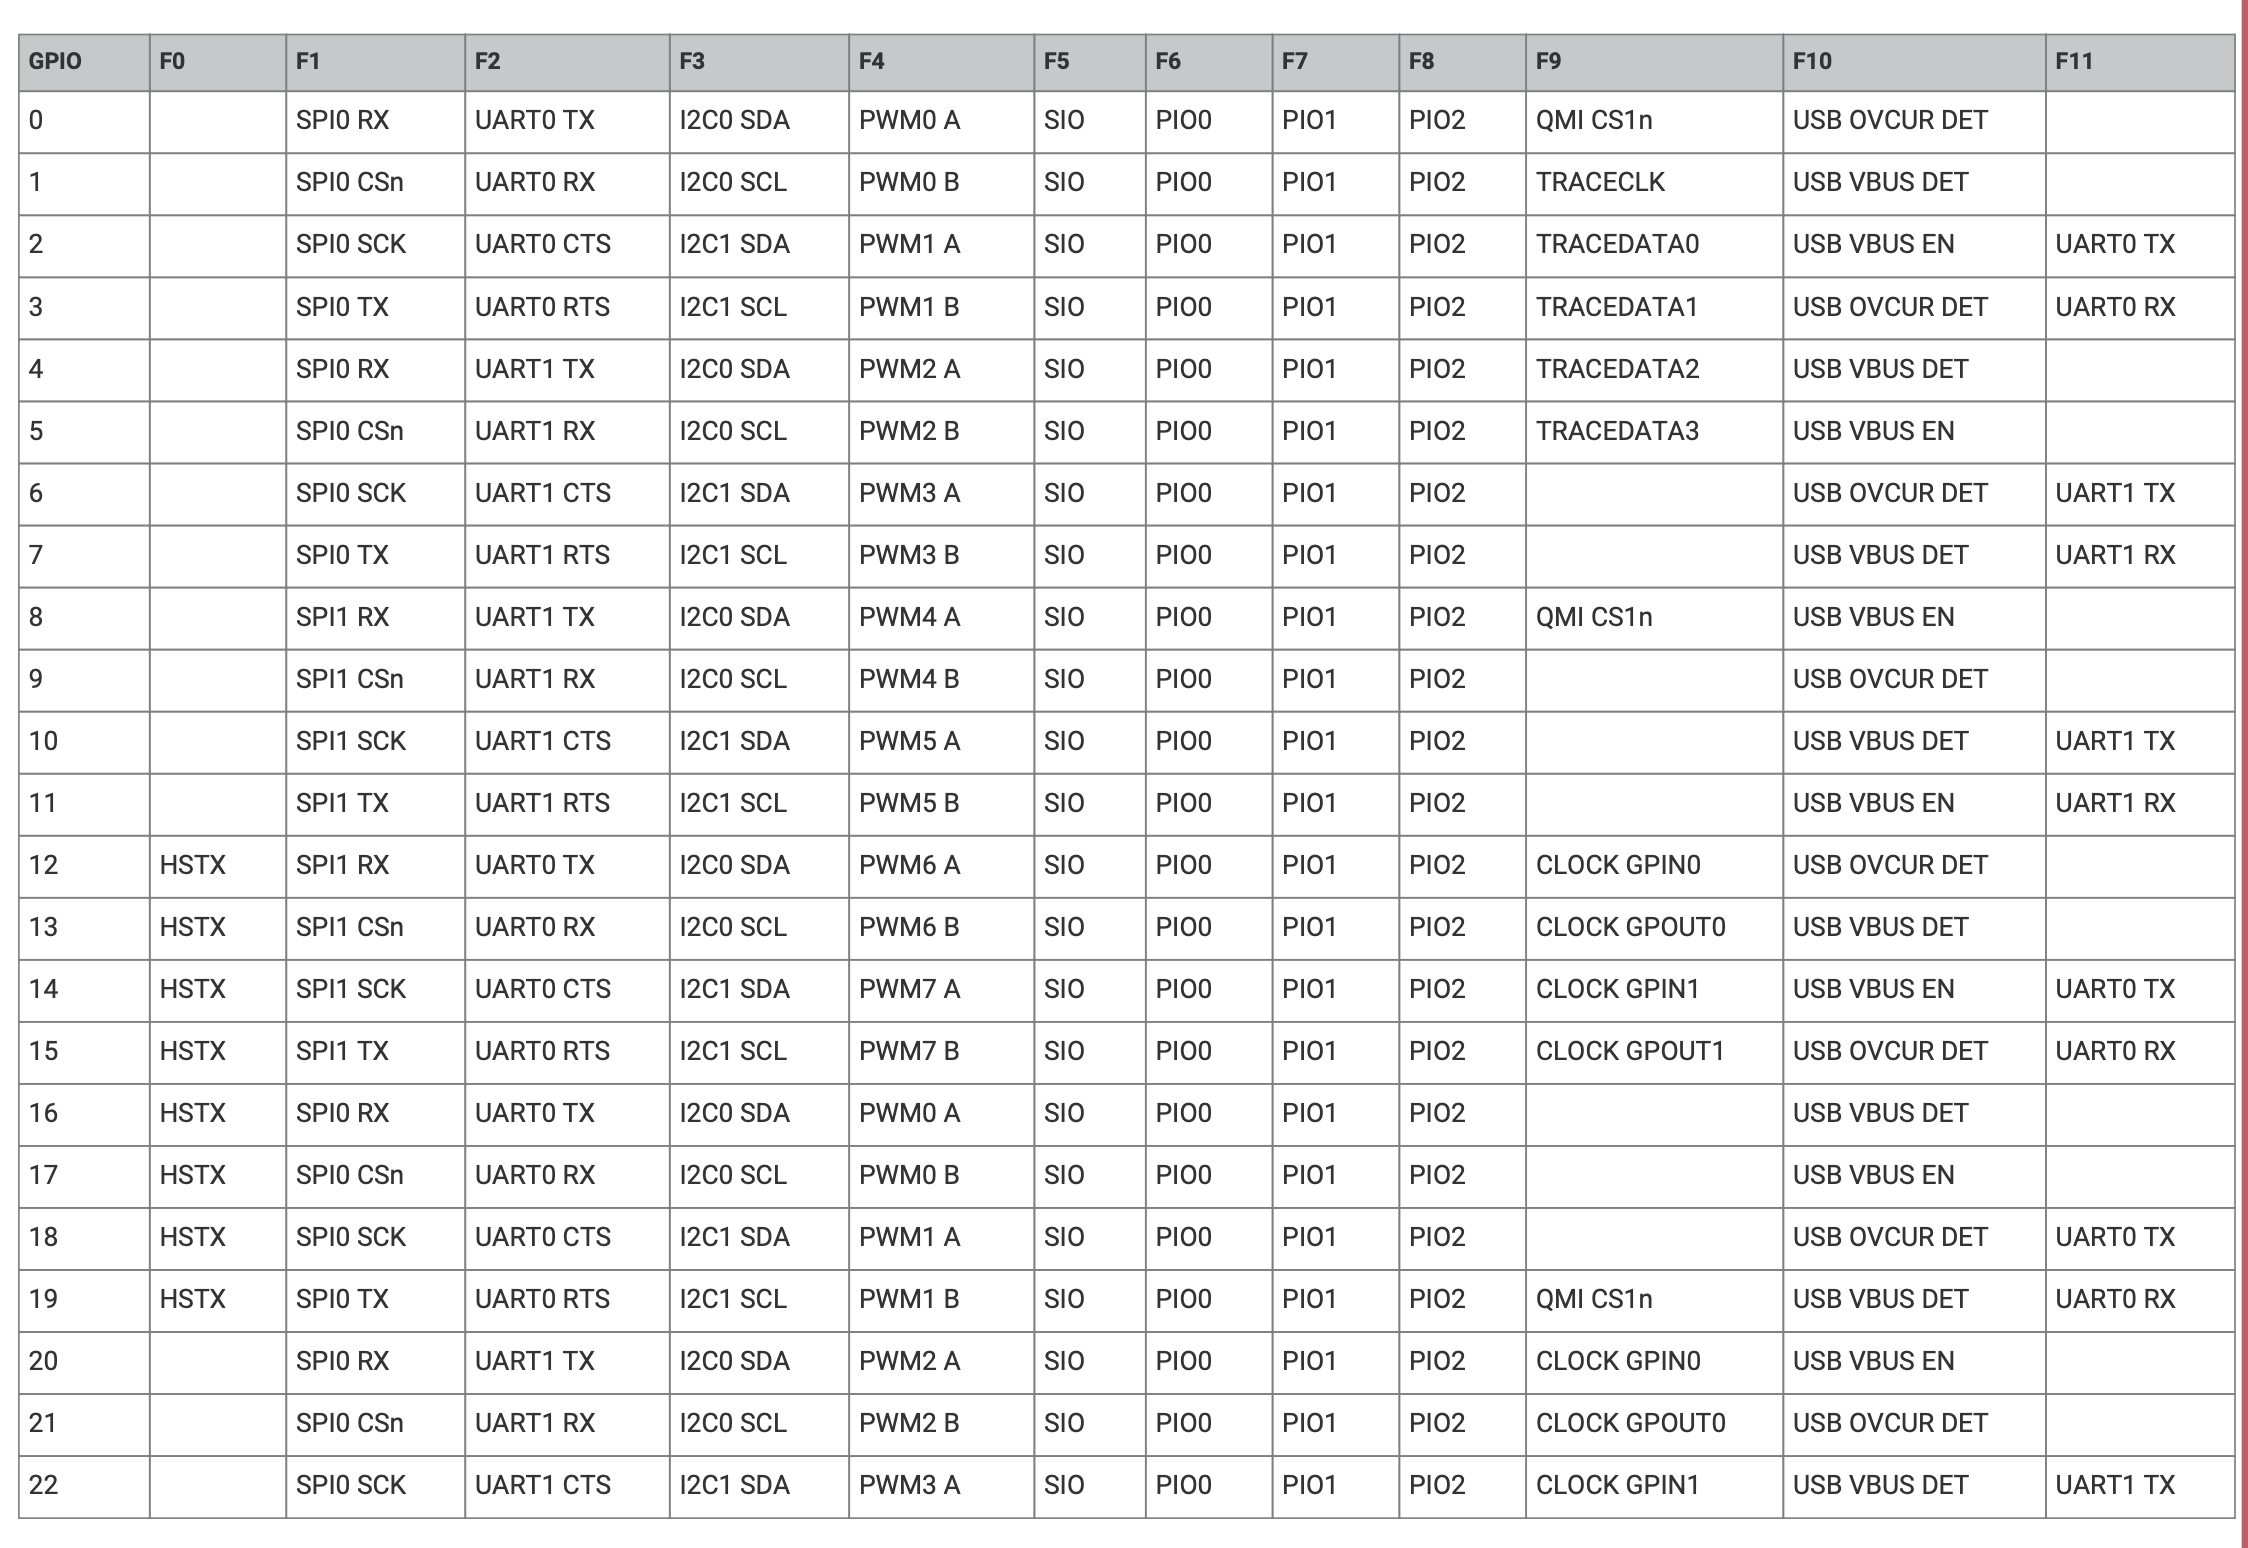 GPIO F0 F1 F2 F3 F4 F5 F6 F7 F8 F9 F10 F11
0 SPI0 RX UART0 TX I2C0 SDA PWM0 A SIO PIO0 PIO1 PIO2 QMI CS1n USB OVCUR DET
1 SPI0 CSn UART0 RX I2C0 SCL PWM0 B SIO PIO0 PIO1 PIO2 TRACECLK USB VBUS DET
2 SPI0 SCK UART0 CTS I2C1 SDA PWM1 A SIO PIO0 PIO1 PIO2 TRACEDATA0 USB VBUS EN UART0 TX
3 SPI0 TX UART0 RTS I2C1 SCL PWM1 B SIO PIO0 PIO1 PIO2 TRACEDATA1 USB OVCUR DET UART0 RX
4 SPI0 RX UART1 TX I2C0 SDA PWM2 A SIO PIO0 PIO1 PIO2 TRACEDATA2 USB VBUS DET
5 SPI0 CSn UART1 RX I2C0 SCL PWM2 B SIO PIO0 PIO1 PIO2 TRACEDATA3 USB VBUS EN
6 SPI0 SCK UART1 CTS I2C1 SDA PWM3 A SIO PIO0 PIO1 PIO2 USB OVCUR DET UART1 TX
7 SPI0 TX UART1 RTS I2C1 SCL PWM3 B SIO PIO0 PIO1 PIO2 USB VBUS DET UART1 RX
8 SPI1 RX UART1 TX I2C0 SDA PWM4 A SIO PIO0 PIO1 PIO2 QMI CS1n USB VBUS EN
9 SPI1 CSn UART1 RX I2C0 SCL PWM4 B SIO PIO0 PIO1 PIO2 USB OVCUR DET
10 SPI1 SCK UART1 CTS I2C1 SDA PWM5 A SIO PIO0 PIO1 PIO2 USB VBUS DET UART1 TX
11 SPI1 TX UART1 RTS I2C1 SCL PWM5 B SIO PIO0 PIO1 PIO2 USB VBUS EN UART1 RX
12 HSTX SPI1 RX UART0 TX I2C0 SDA PWM6 A SIO PIO0 PIO1 PIO2 CLOCK GPIN0 USB OVCUR DET
13 HSTX SPI1 CSn UART0 RX I2C0 SCL PWM6 B SIO PIO0 PIO1 PIO2 CLOCK GPOUT0 USB VBUS DET
14 HSTX SPI1 SCK UART0 CTS I2C1 SDA PWM7 A SIO PIO0 PIO1 PIO2 CLOCK GPIN1 USB VBUS EN UART0 TX
15 HSTX SPI1 TX UART0 RTS I2C1 SCL PWM7 B SIO PIO0 PIO1 PIO2 CLOCK GPOUT1 USB OVCUR DET UART0 RX
16 HSTX SPI0 RX UART0 TX I2C0 SDA PWM0 A SIO PIO0 PIO1 PIO2 USB VBUS DET
17 HSTX SPI0 CSn UART0 RX I2C0 SCL PWM0 B SIO PIO0 PIO1 PIO2 USB VBUS EN
18 HSTX SPI0 SCK UART0 CTS I2C1 SDA PWM1 A SIO PIO0 PIO1 PIO2 USB OVCUR DET UART0 TX
19 HSTX SPI0 TX UART0 RTS I2C1 SCL PWM1 B SIO PIO0 PIO1 PIO2 QMI CS1n USB VBUS DET UART0 RX
20 SPI0 RX UART1 TX I2C0 SDA PWM2 A SIO PIO0 PIO1 PIO2 CLOCK GPIN0 USB VBUS EN
21 SPI0 CSn UART1 RX I2C0 SCL PWM2 B SIO PIO0 PIO1 PIO2 CLOCK GPOUT0 USB OVCUR DET
22 SPI0 SCK UART1 CTS I2C1 SDA PWM3 A SIO PIO0 PIO1 PIO2 CLOCK GPIN1 USB VBUS DET UART1 TX